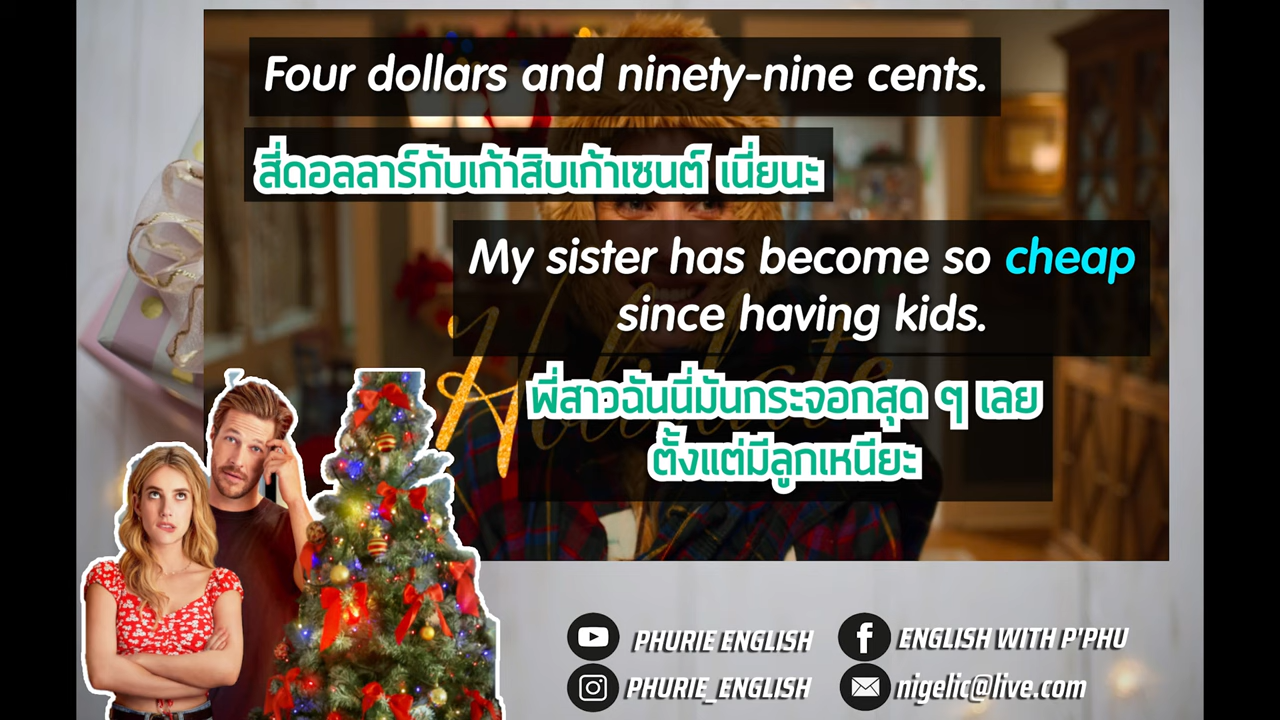 Four dollars and ninety-nine cents.
สี่ดอลลาร์กับเก้าสิบเก้าเซนต์ เนี่ยนะ
My sister has become so cheap
since having kids.
พี่สาวฉันนี่มันกระจอกสุด ๆ เลย
ตั้งแต่มีลูกเหนียะ
Holidate
PHURIE ENGLISH
ENGLISH WITH P'PHU
PHURIE_ENGLISH
nigelic@live.com